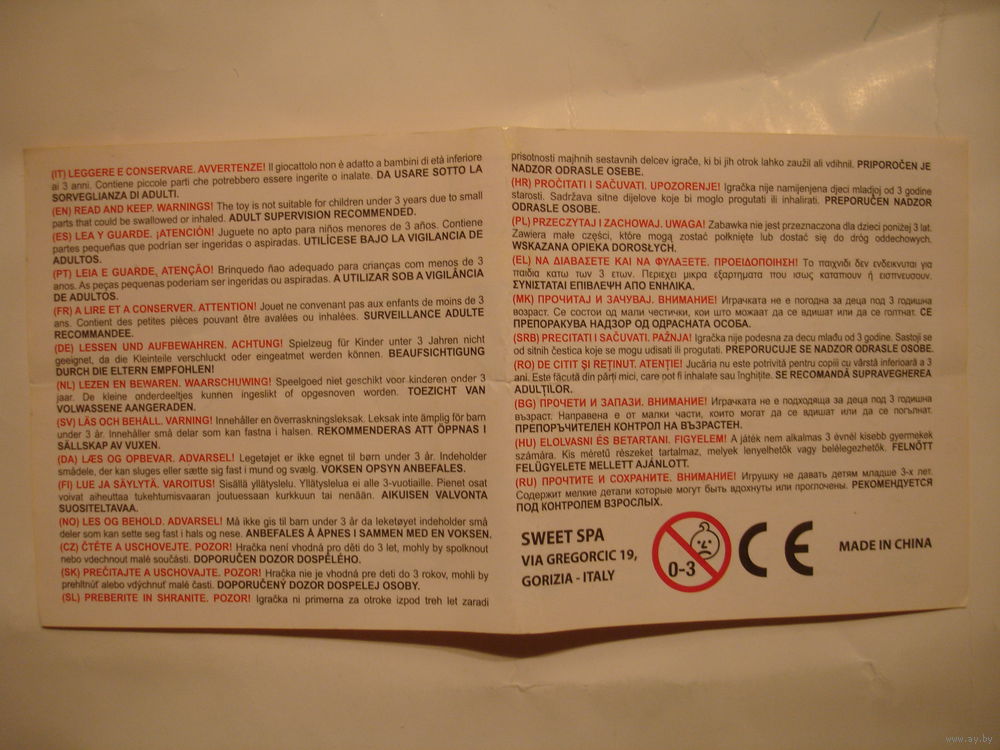 (IT) LEGGERE E CONSERVARE. AVVERTENZE! Il giocattolo non è adatto a bambini di età inferiore
ai 3 anni. Contiene piccole parti che potrebbero essere ingerite o inalate. DA USARE SOTTO LA
SORVEGLIANZA DI ADULTI.
(EN) READ AND KEEP. WARNINGS! The toy is not suitable for children under 3 years due to small
parts that could be swallowed or inhaled. ADULT SUPERVISION RECOMMENDED.
(ES) LEA Y GUARDE. ¡ATENCIÓN! Juguete no apto para niños menores de 3 años. Contiene
partes pequeñas que podrían ser ingeridas o aspiradas. UTILÍCESE BAJO LA VIGILANCIA DE
ADULTOS.
(PT) LEIA E GUARDE, ATENÇÃO! Brinquedo ñao adequado para crianças com menos de 3
anos. As peças pequenas poderiam ser ingeridas ou aspiradas. A UTILIZAR SOB A VIGILÂNCIA
DE ADULTOS.
(FR) A LIRE ET A CONSERVER. ATTENTION! Jouet ne convenant pas aux enfants de moins de 3
ans. Contient des petites pièces pouvant être avalées ou inhalées. SURVEILLANCE ADULTE
RECOMMANDEE.
(DE) LESSEN UND AUFBEWAHREN. ACHTUNG! Spielzeug für Kinder unter 3 Jahren nicht
geeignet, da die Kleinteile verschluckt oder eingeatmet werden können. BEAUFSICHTIGUNG
DURCH DIE ELTERN EMPFOHLEN!
(NL) LEZEN EN BEWAREN. WAARSCHUWING! Speelgoed niet geschikt voor kinderen onder 3
jaar. De kleine onderdeeltjes kunnen ingeslikt of opgesnoven worden. TOEZICHT VAN
VOLWASSENE AANGERADEN.
(SV) LÄS OCH BEHÅLL. VARNING! Innehåller en överraskningsleksak. Leksak inte ämplig för barn
under 3 år. Innehåller små delar som kan fastna i halsen. REKOMMENDERAS ATT ÖPPNAS I
SÄLLSKAP AV VUXEN.
(DA) LÆS OG OPBEVAR. ADVARSEL! Legetøjet er ikke egnet til børn under 3 år. Indeholder
smådele, der kan sluges eller sætte sig fast i mund og svælg. VOKSEN OPSYN ANBEFALES.
(FI) LUE JA SÄYLYTÄ. VAROITUS! Sisällä yllätyslelu. Yllätyslelua ei alle 3-vuotiaille. Pienet osat
voivat aiheuttaa tukehtumisvaaran joutuessaan kurkkuun tai nenään. AIKUISEN VALVONTA
SUOSITELTAVAA.
(NO) LES OG BEHOLD. ADVARSEL! Må ikke gis til barn under 3 år da leketøyet indeholder små
deler som kan sette seg fast i hals og nese. ANBEFALES Å ÅPNES I SAMMEN MED EN VOKSEN.
(CZ) ČTĚTE A USCHOVEJTE. POZOR! Hračka není vhodná pro děti do 3 let, mohly by spolknout
nebo vdechnout malé součásti. DOPORUČEN DOZOR DOSPĚLÉHO.
(SK) PREČÍTAJTE A USCHOVAJTE. POZOR! Hračka nie je vhodná pre deti do 3 rokov, mohli by
prehltnúť alebo vdýchnuť malé časti. DOPORUČENÝ DOZOR DOSPELEJ OSOBY.
(SL) PREBERITE IN SHRANITE. POZOR! Igračka ni primerna za otroke izpod treh let zaradi
prisotnosti majhnih sestavnih delcev igrače, ki bi jih otrok lahko zaužil ali vdihnil. PRIPOROČEN JE
NADZOR ODRASLE OSEBE.
(HR) PROČITATI I SAČUVATI. UPOZORENJE! Igračka nije namijenjena djeci mlađoj od 3 godine
starosti. Sadržava sitne dijelove koje bi moglo progutati ili inhalirati. PREPORUČEN NADZOR
ODRASLE OSOBE.
(PL) PRZECZYTAJ I ZACHOWAJ. UWAGA! Zabawka nie jest przeznaczona dla dzieci poniżej 3 lat.
Zawiera małe części, które mogą zostać połknięte lub dostać się do dróg oddechowych.
WSKAZANA OPIEKA DOROSŁYCH.
(EL) ΝΑ ΔΙΑΒΑΣΕΤΕ ΚΑΙ ΝΑ ΦΥΛΑΞΕΤΕ. ΠΡΟΕΙΔΟΠΟΙΗΣΗ! Το παιχνίδι δεν ενδεικνυται για
παιδια κατω των 3 ετων. Περιεχει μικρα εξαρτηματα που ισως καταπιουν ή εισπνευσουν.
ΣΥΝΙΣΤΑΤΑΙ ΕΠΙΒΛΕΨΗ ΑΠΟ ΕΝΗΛΙΚΑ.
(MK) ПРОЧИТАЈ И ЗАЧУВАЈ. ВНИМАНИЕ! Играчката не е погодна за деца под 3 годишна
возраст. Се состои од мали честички, кои што можаат да се вдишат или да се голтнат. СЕ
ПРЕПОРАКУВА НАДЗОР ОД ОДРАСНАТА ОСОБА.
(SRB) PRECITATI I SAČUVATI. PAŽNJA! Igračka nije podesna za decu mlađu od 3 godine. Sastoji se
od sitnih čestica koje se mogu udisati ili progutati. PREPORUCUJE SE NADZOR ODRASLE OSOBE.
(RO) DE CITIT ŞI REŢINUT. ATENŢIE! Jucăria nu este potrivită pentru copiii cu vârstă inferioară a 3
ani. Este făcută din părţi mici, care pot fi inhalate sau înghiţite. SE RECOMANDĂ SUPRAVEGHEREA
ADULŢILOR.
(BG) ПРОЧЕТИ И ЗАПАЗИ. ВНИМАНИЕ! Играчката не е подходяща за деца под 3 годишна
възраст. Направена е от малки части, които могат да се вдишат или да се погълнат.
ПРЕПОРЪЧИТЕЛЕН КОНТРОЛ НА ВЪЗРАСТЕН.
(HU) ELOLVASNI ÉS BETARTANI. FIGYELEM! A játék nem alkalmas 3 évnél kisebb gyermekek
számára. Kis méretű részeket tartalmaz, melyek lenyelhetők vagy belélegezhetők. FELNŐTT
FELÜGYELETE MELLETT AJÁNLOTT.
(RU) ПРОЧТИТЕ И СОХРАНИТЕ. ВНИМАНИЕ! Игрушку не давать детям младше 3-х лет.
Содержит мелкие детали которые могут быть вдохнуты или проглочены. РЕКОМЕНДУЕТСЯ
ПОД КОНТРОЛЕМ ВЗРОСЛЫХ.
SWEET SPA
VIA GREGORCIC 19,
GORIZIA - ITALY
0-3
CE
MADE IN CHINA
www.ay.by